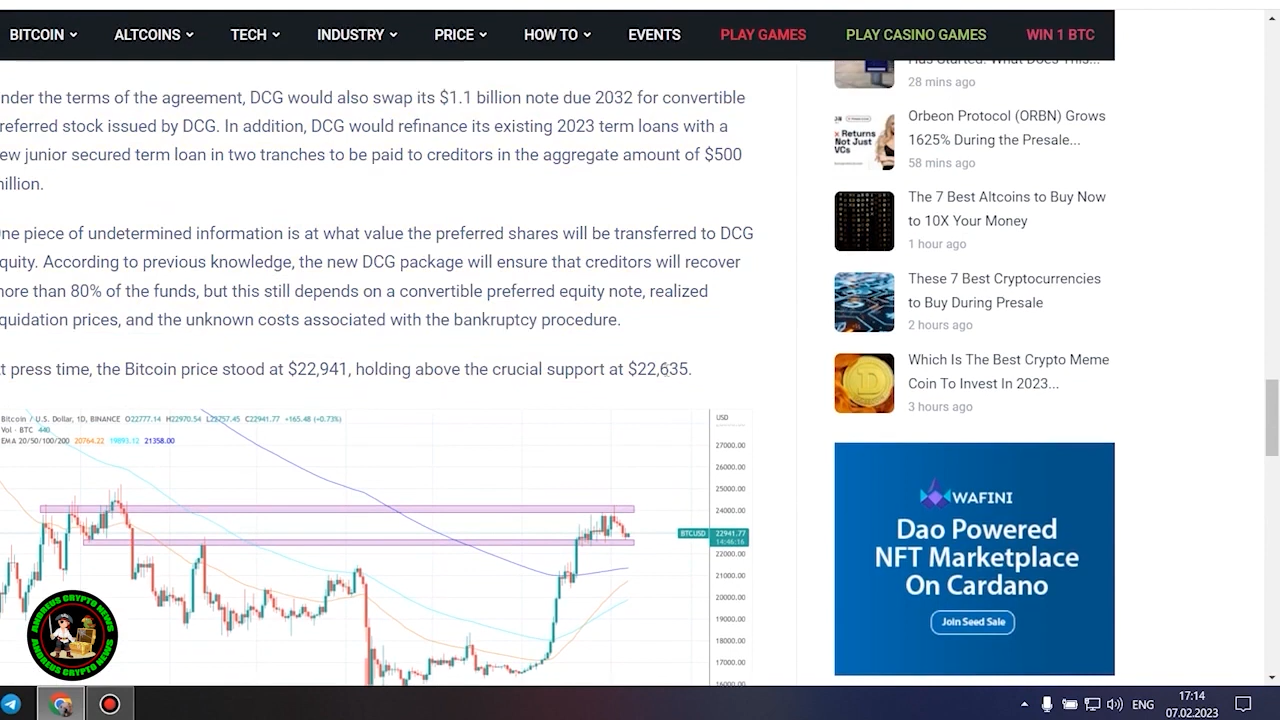 BITCOIN ALTCOINS TECH INDUSTRY PRICE HOW TO EVENTS PLAY GAMES PLAY CASINO GAMES WIN 1 BTC
nder the terms of the agreement, DCG would also swap its $1.1 billion note due 2032 for convertible
referred stock issued by DCG. In addition, DCG would refinance its existing 2023 term loans with a
ew junior secured term loan in two tranches to be paid to creditors in the aggregate amount of $500
illion.
ne piece of undetermined information is at what value the preferred shares will be transferred to DCG
quity. According to previous knowledge, the new DCG package will ensure that creditors will recover
ore than 80% of the funds, but this still depends on a convertible preferred equity note, realized
quidation prices, and the unknown costs associated with the bankruptcy procedure.
t press time, the Bitcoin price stood at $22,941, holding above the crucial support at $22,635.
Bitcoin / U.S. Dollar, 1D, BINANCE O22777.14 H22970.54 L22757.45 C22941.77 +165.48 (+0.73%)
Vol · BTC 440
EMA 20/50/100/200 20764.22 19893.12 21358.00
USD
27000.00
26000.00
25000.00
24000.00
BTCUSD 22941.77
14:46:16
22000.00
21000.00
20000.00
19000.00
18000.00
17000.00
16000.00
ANDREUS CRYPTO NEWS
ANDREUS CRYPTO NEWS
Has Started. What Does This...
28 mins ago
Returns
Not Just
VCs
Orbeon Protocol (ORBN) Grows
1625% During the Presale...
58 mins ago
The 7 Best Altcoins to Buy Now
to 10X Your Money
1 hour ago
These 7 Best Cryptocurrencies
to Buy During Presale
2 hours ago
Which Is The Best Crypto Meme
Coin To Invest In 2023...
3 hours ago
WAFINI
Dao Powered
NFT Marketplace
On Cardano
Join Seed Sale
ENG
17:14
07.02.2023